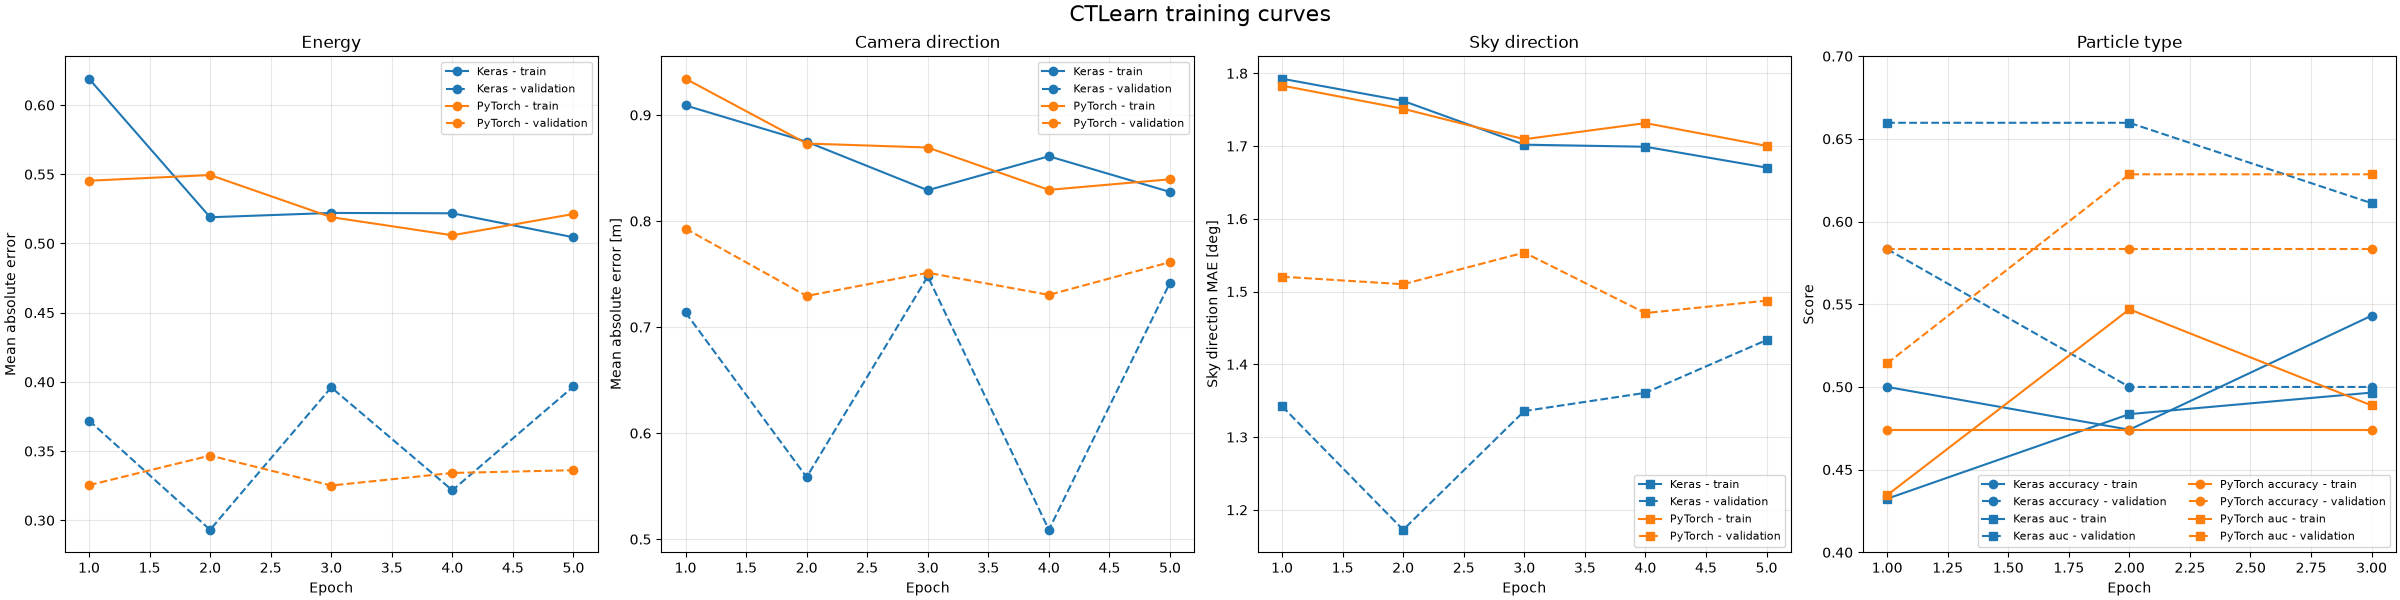 CTLearn training curves
Energy
Mean absolute error
0.60
0.55
0.50
0.45
0.40
0.35
0.30
1.0 1.5 2.0 2.5 3.0 3.5 4.0 4.5 5.0
Epoch
Keras - train
Keras - validation
PyTorch - train
PyTorch - validation
Camera direction
Mean absolute error [m]
0.9
0.8
0.7
0.6
0.5
1.0 1.5 2.0 2.5 3.0 3.5 4.0 4.5 5.0
Epoch
Keras - train
Keras - validation
PyTorch - train
PyTorch - validation
Sky direction
Sky direction MAE [deg]
1.8
1.7
1.6
1.5
1.4
1.3
1.2
1.0 1.5 2.0 2.5 3.0 3.5 4.0 4.5 5.0
Epoch
Keras - train
Keras - validation
PyTorch - train
PyTorch - validation
Particle type
Score
0.70
0.65
0.60
0.55
0.50
0.45
0.40
1.00 1.25 1.50 1.75 2.00 2.25 2.50 2.75 3.00
Epoch
Keras accuracy - train
Keras accuracy - validation
Keras auc - train
Keras auc - validation
PyTorch accuracy - train
PyTorch accuracy - validation
PyTorch auc - train
PyTorch auc - validation